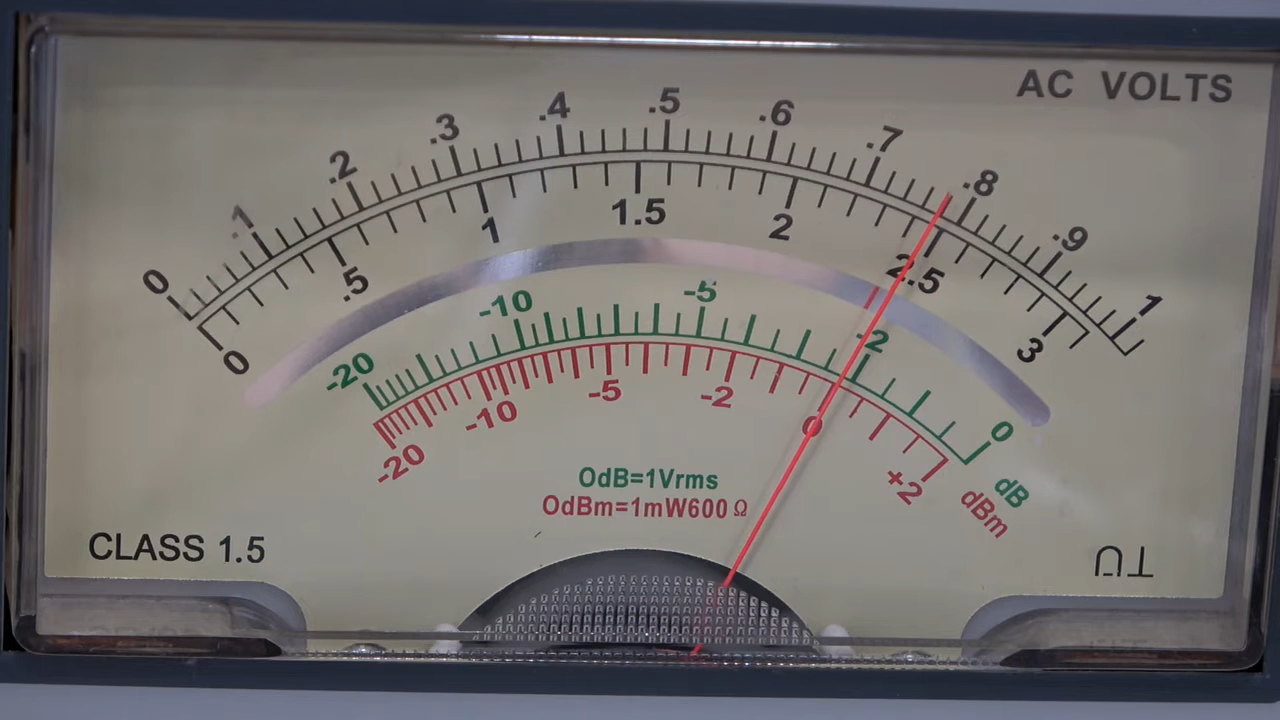 AC VOLTS
0 .1 .2 .3 .4 .5 .6 .7 .8 .9 1
0 .5 1 1.5 2 2.5 3
-20 -10 -5 -2 0 dB
-20 -10 -5 -2 0 +2 dBm
OdB=1Vrms
OdBm=1mW600 Ω
CLASS 1.5